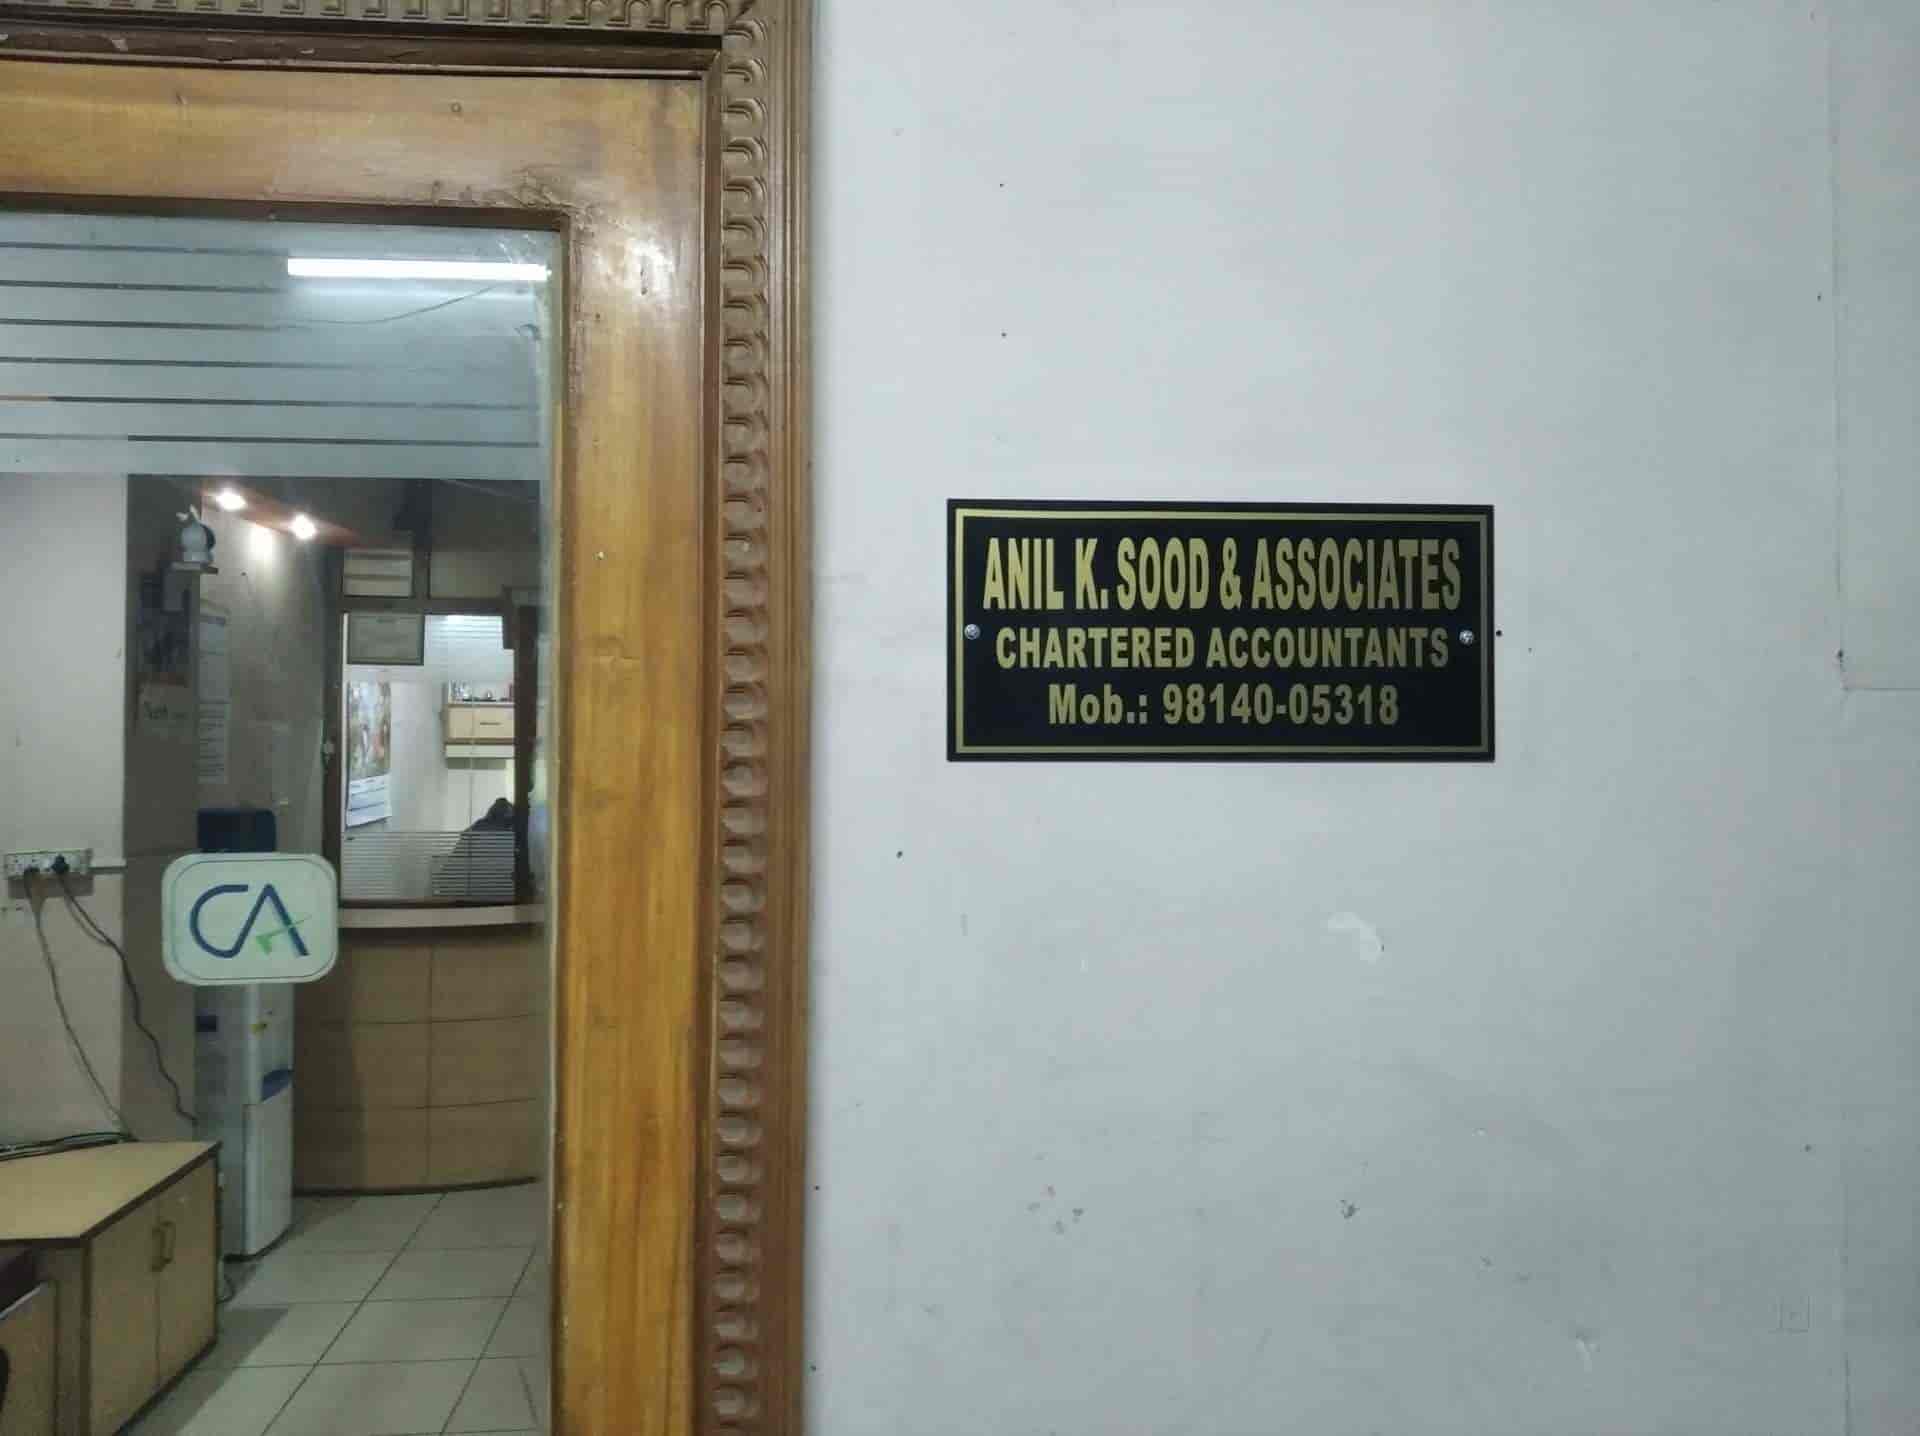 ANIL K. SOOD & ASSOCIATES
CHARTERED ACCOUNTANTS
Mob.: 98140-05318
CA